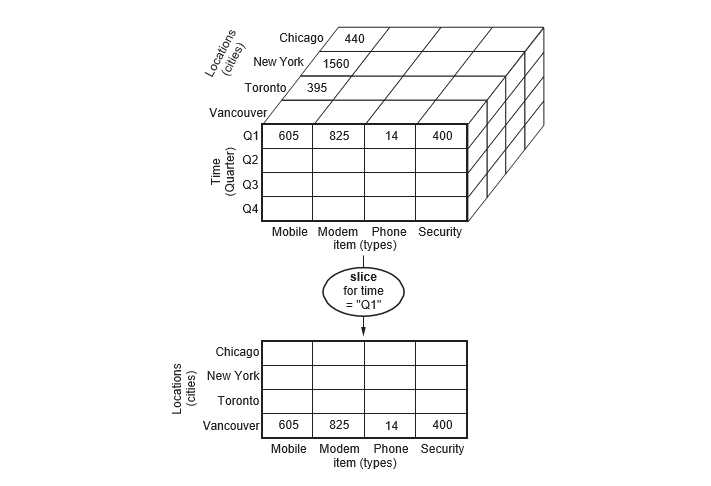 Locations
(cities)
Chicago 440
New York 1560
Toronto 395
Vancouver
Time
(Quarter)
Q1 605 825 14 400
Q2
Q3
Q4
Mobile Modem Phone Security
item (types)
slice
for time
= "Q1"
Locations
(cities)
Chicago
New York
Toronto
Vancouver 605 825 14 400
Mobile Modem Phone Security
item (types)